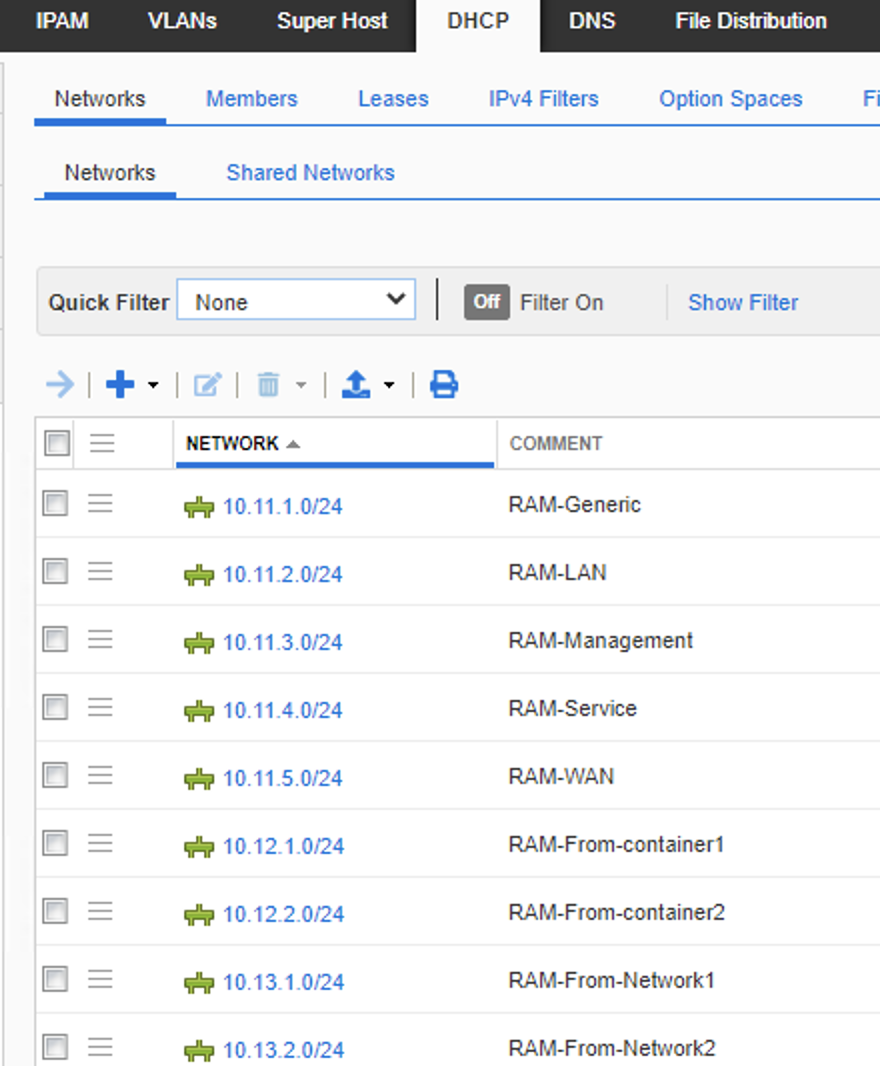 IPAM VLANs Super Host DHCP DNS File Distribution
Networks Members Leases IPv4 Filters Option Spaces
Networks Shared Networks
Quick Filter None Off Filter On Show Filter
NETWORK COMMENT
10.11.1.0/24 RAM-Generic
10.11.2.0/24 RAM-LAN
10.11.3.0/24 RAM-Management
10.11.4.0/24 RAM-Service
10.11.5.0/24 RAM-WAN
10.12.1.0/24 RAM-From-container1
10.12.2.0/24 RAM-From-container2
10.13.1.0/24 RAM-From-Network1
10.13.2.0/24 RAM-From-Network2